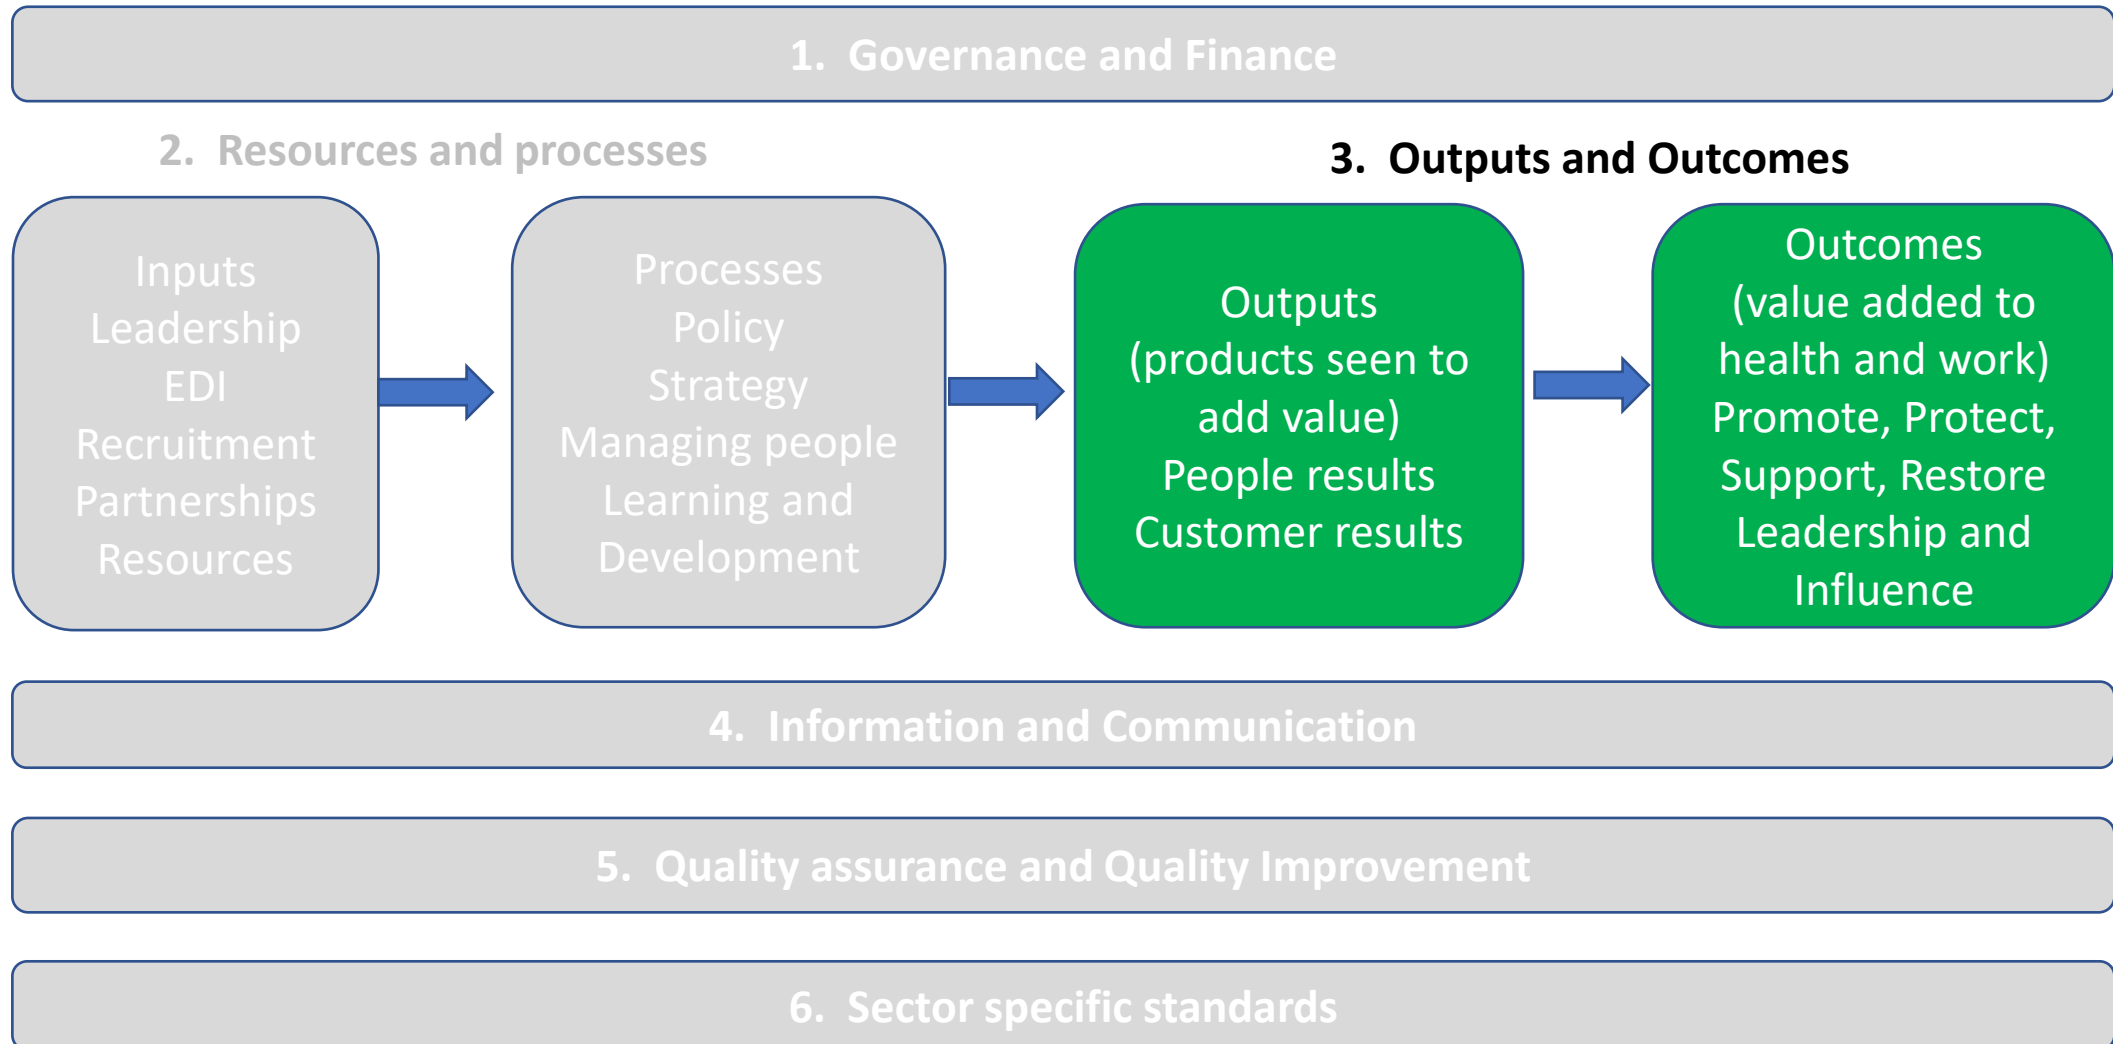 1. Governance and Finance
2. Resources and processes
3. Outputs and Outcomes
Inputs
Leadership
EDI
Recruitment
Partnerships
Resources
Processes
Policy
Strategy
Managing people
Learning and
Development
Outputs
(products seen to
add value)
People results
Customer results
Outcomes
(value added to
health and work)
Promote, Protect,
Support, Restore
Leadership and
Influence
4. Information and Communication
5. Quality assurance and Quality Improvement
6. Sector specific standards